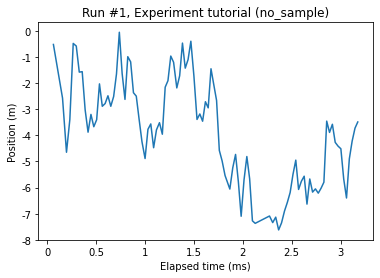 Run #1, Experiment tutorial (no_sample)
0
-1
-2
-3
-4
-5
-6
-7
-8
Position (m)
0 0.5 1 1.5 2 2.5 3
Elapsed time (ms)